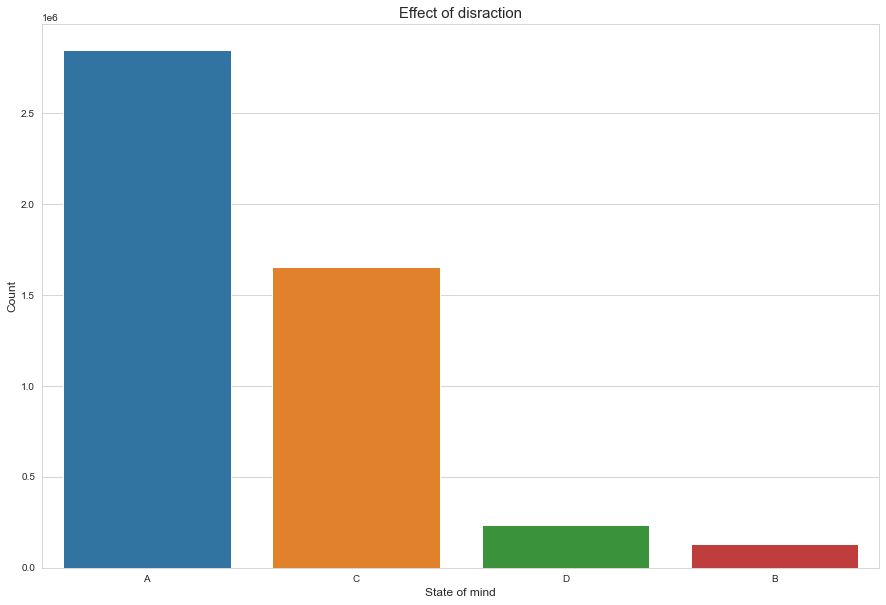 Effect of disraction
1e6
2.5
2.0
1.5
1.0
0.5
0.0
Count
A C D B
State of mind